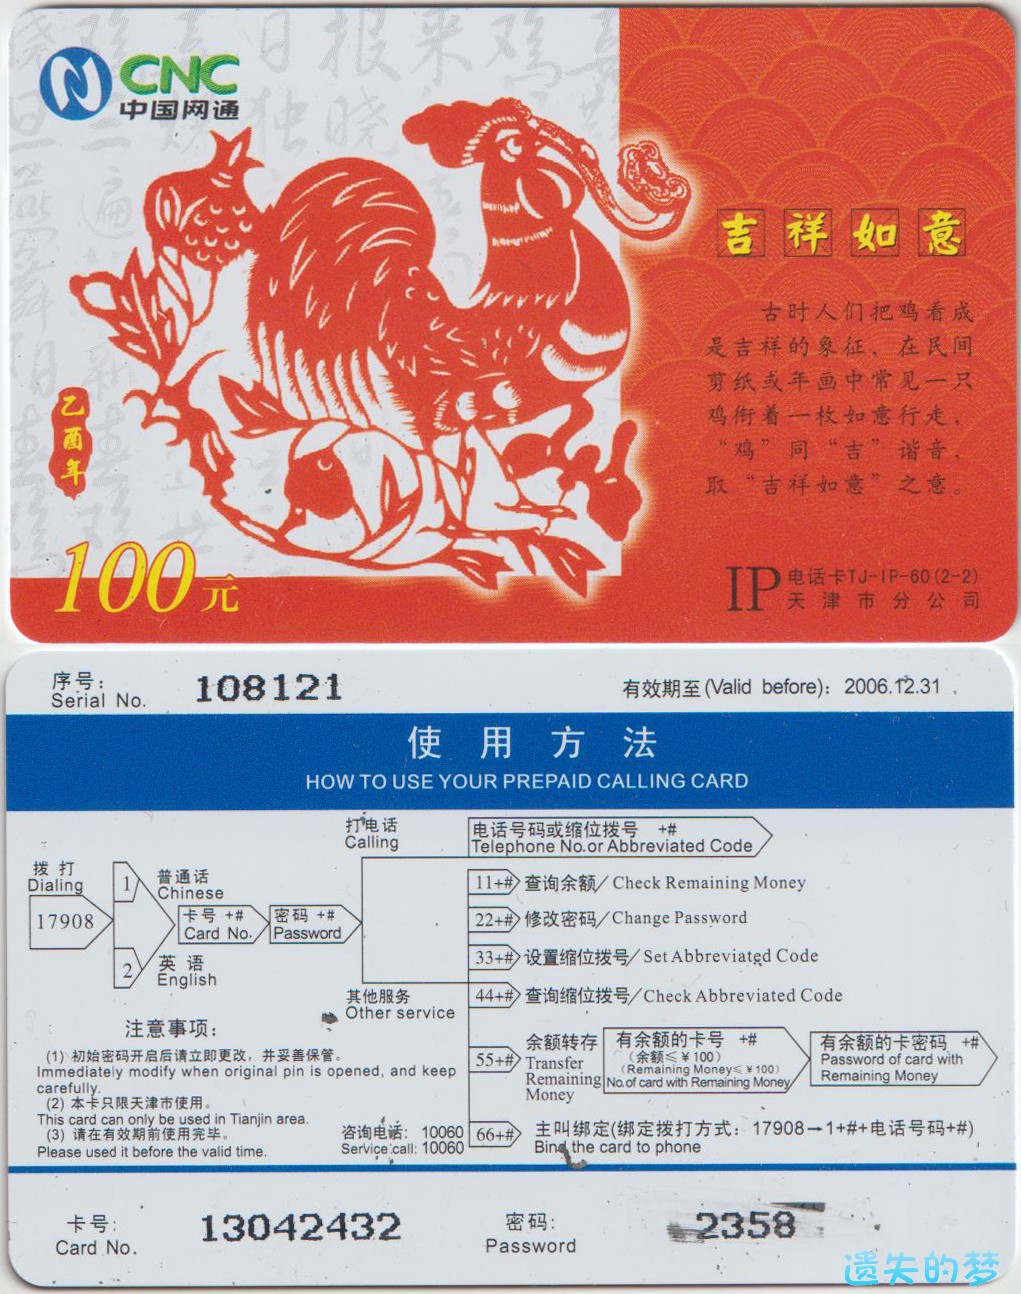 CNC
中国网通
吉祥如意
古时人们把鸡看成
是吉祥的象征，在民间
剪纸或年画中常见一只
鸡衔着一枚如意行走，
“鸡”同“吉”谐音，
取“吉祥如意”之意。
乙酉年
100元
IP 电话卡TJ-IP-60(2-2)
天津市分公司
序号：
Serial No.
108121
有效期至(Valid before)： 2006.12.31
使用方法
HOW TO USE YOUR PREPAID CALLING CARD
拨打
Dialing
17908
1
普通话
Chinese
2
英语
English
卡号 +#
Card No.
密码 +#
Password
打电话
Calling
电话号码或缩位拨号 +#
Telephone No.or Abbreviated Code
其他服务
Other service
11+# 查询余额/Check Remaining Money
22+# 修改密码/Change Password
33+# 设置缩位拨号/Set Abbreviated Code
44+# 查询缩位拨号/Check Abbreviated Code
55+#
余额转存
Transfer
Remaining
Money
有余额的卡号 +#
(余额≤￥100)
(Remaining Money≤￥100)
No.of card with Remaining Money
有余额的卡密码 +#
Password of card with
Remaining Money
66+#
主叫绑定(绑定拨打方式：17908→1+#+电话号码+#)
Bind the card to phone
注意事项：
(1) 初始密码开启后请立即更改，并妥善保管。
Immediately modify when original pin is opened, and keep
carefully.
(2) 本卡只限天津市使用。
This card can only be used in Tianjin area.
(3) 请在有效期前使用完毕。
Please used it before the valid time.
咨询电话： 10060
Service call: 10060
卡号:
Card No.
13042432
密码:
Password
2358
遗失的梦